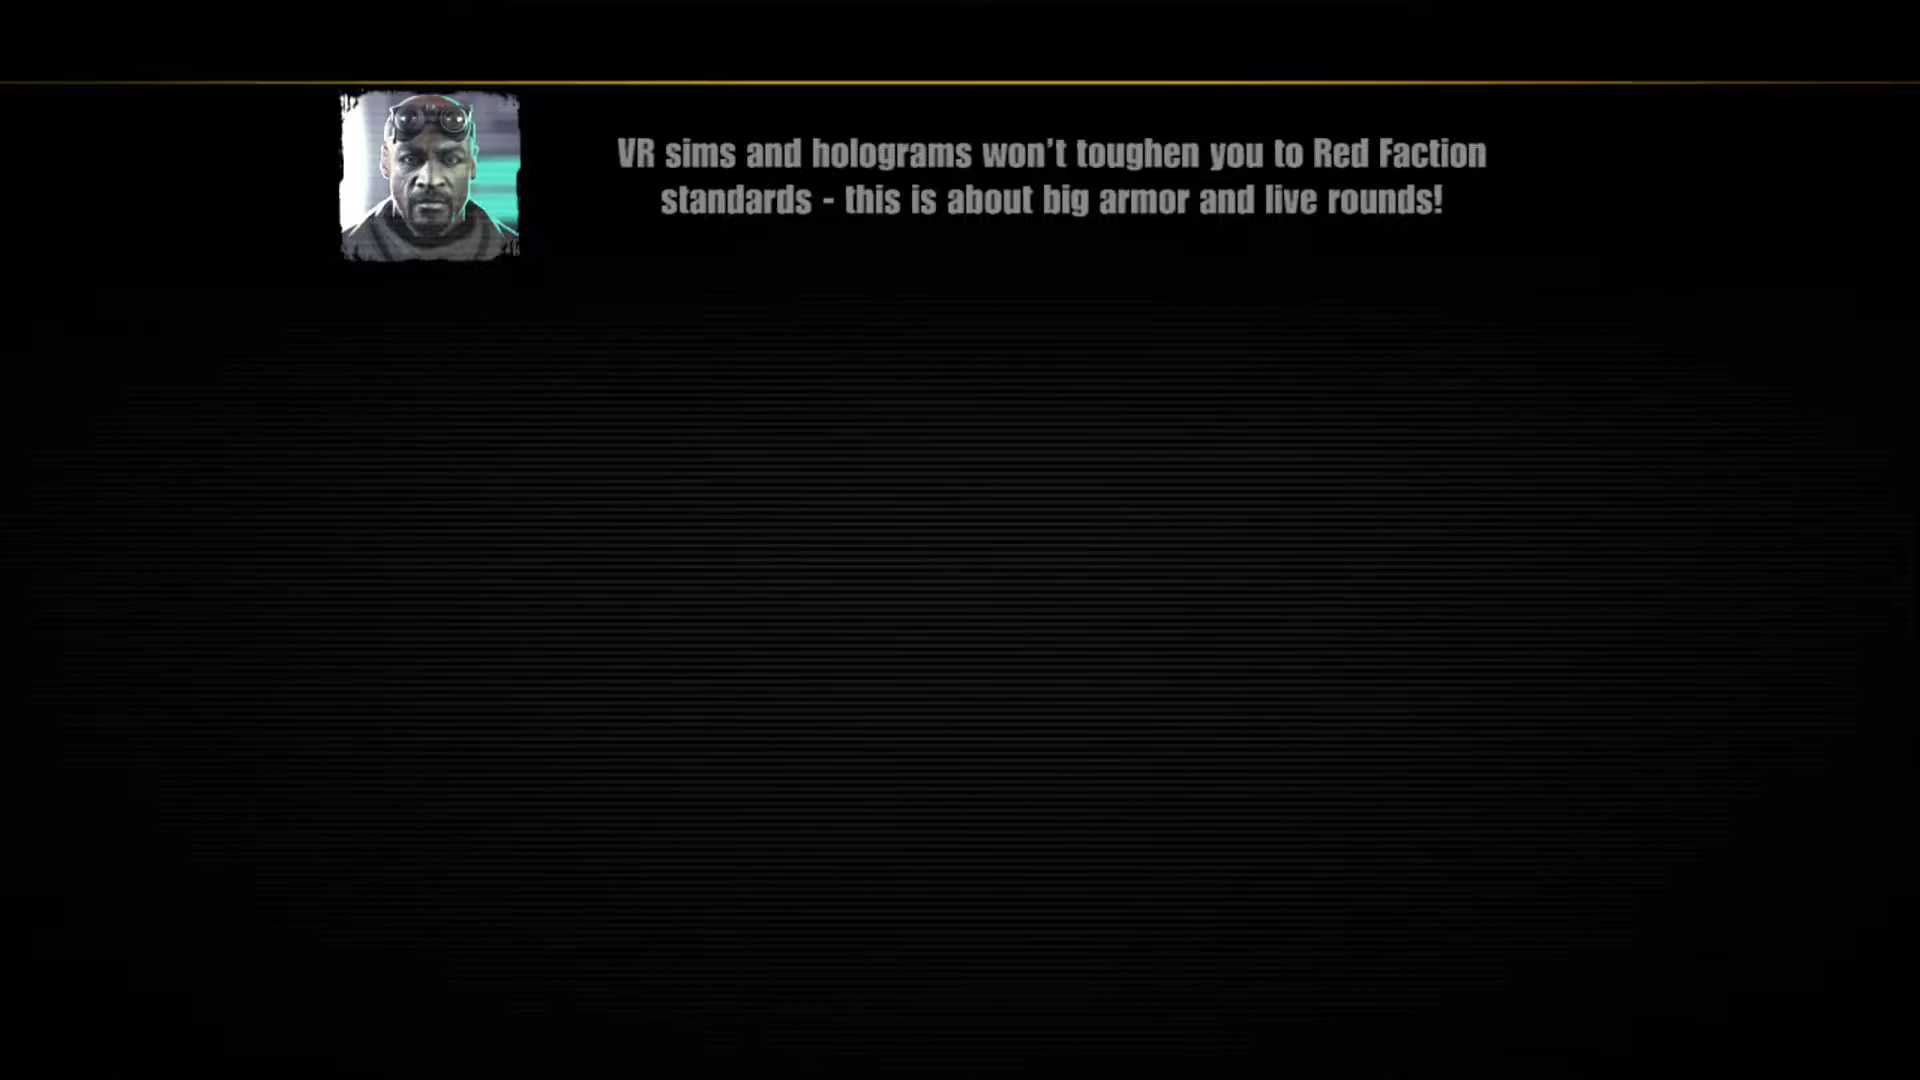 VR sims and holograms won't toughen you to Red Faction
standards - this is about big armor and live rounds!